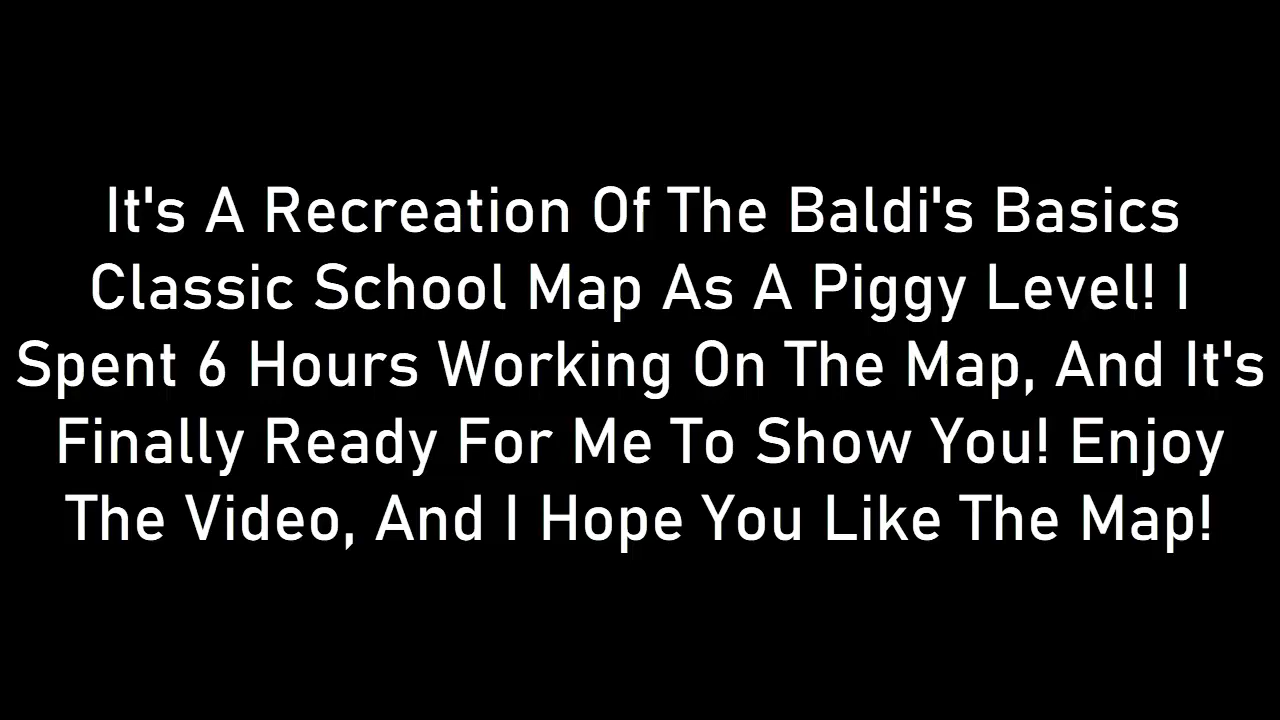 It's A Recreation Of The Baldi's Basics
Classic School Map As A Piggy Level! I
Spent 6 Hours Working On The Map, And It's
Finally Ready For Me To Show You! Enjoy
The Video, And I Hope You Like The Map!